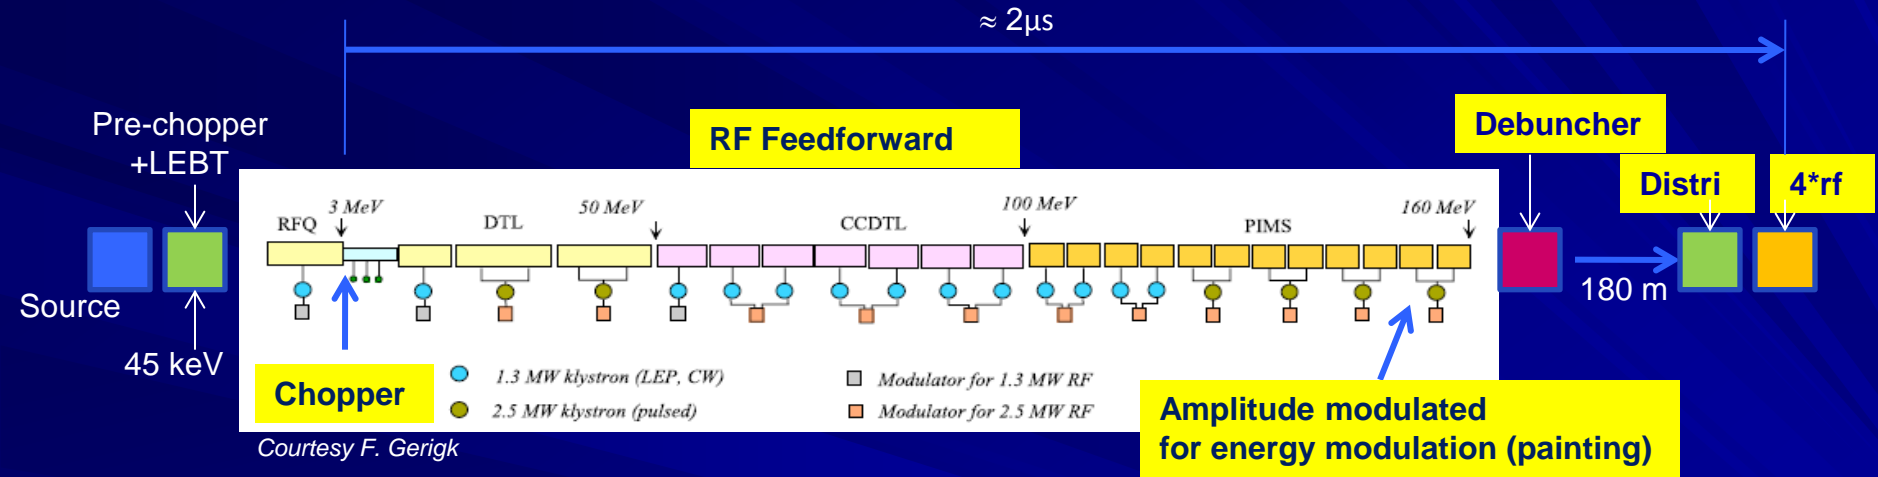 ≈ 2μs
Pre-chopper
+LEBT
RF Feedforward
Debuncher
Distri
4*rf
RFQ
3 MeV
DTL
50 MeV
CCDTL
100 MeV
PIMS
160 MeV
Source
45 keV
180 m
Chopper
1.3 MW klystron (LEP, CW)
Modulator for 1.3 MW RF
2.5 MW klystron (pulsed)
Modulator for 2.5 MW RF
Amplitude modulated
for energy modulation (painting)
Courtesy F. Gerigk